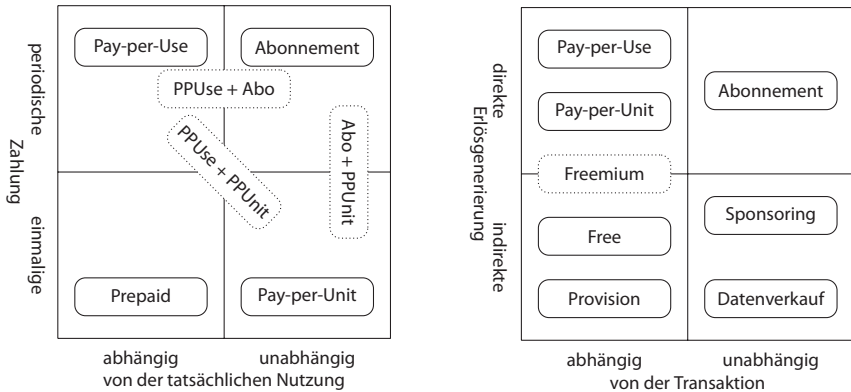 Pay-per-Use
Abonnement
PPUse + Abo
PPUse + PPUnit
Abo + PPUnit
Prepaid
Pay-per-Unit
periodische
einmalige
Zahlung
abhängig
unabhängig
von der tatsächlichen Nutzung
Pay-per-Use
Pay-per-Unit
Abonnement
Freemium
Free
Sponsoring
Provision
Datenverkauf
direkte
indirekte
Erlösgenerierung
abhängig
unabhängig
von der Transaktion